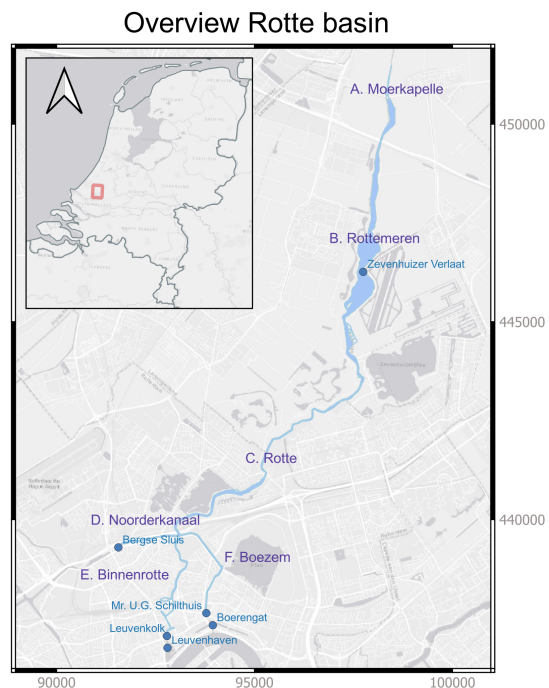 Overview Rotte basin
A. Moerkapelle
450000
B. Rottemeren
Zevenhuizer Verlaat
445000
C. Rotte
D. Noorderkanaal
440000
Bergse Sluis
F. Boezem
E. Binnenrotte
Mr. U.G. Schilthuis
Boerengat
Leuvenkolk
Leuvenhaven
90000
95000
100000